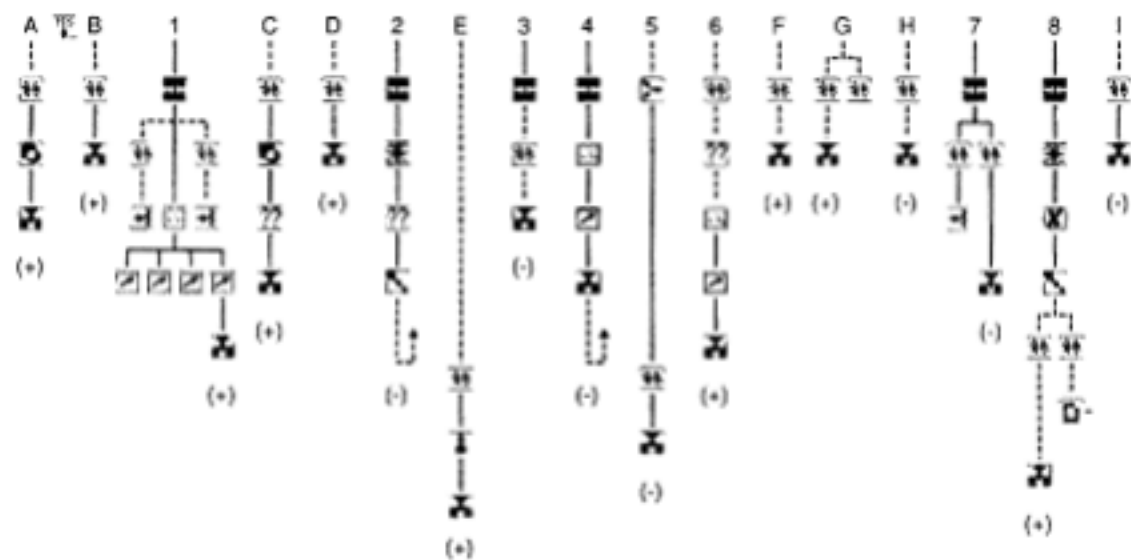 A B 1 C D 2 E 3 4 5 6 F G H 7 8 I
?? ??
?? ??
(+) (+) (+) (+) (+) (-) (+) (-) (-) (-) (+) (+) (+) (-) (-) (+) (-)